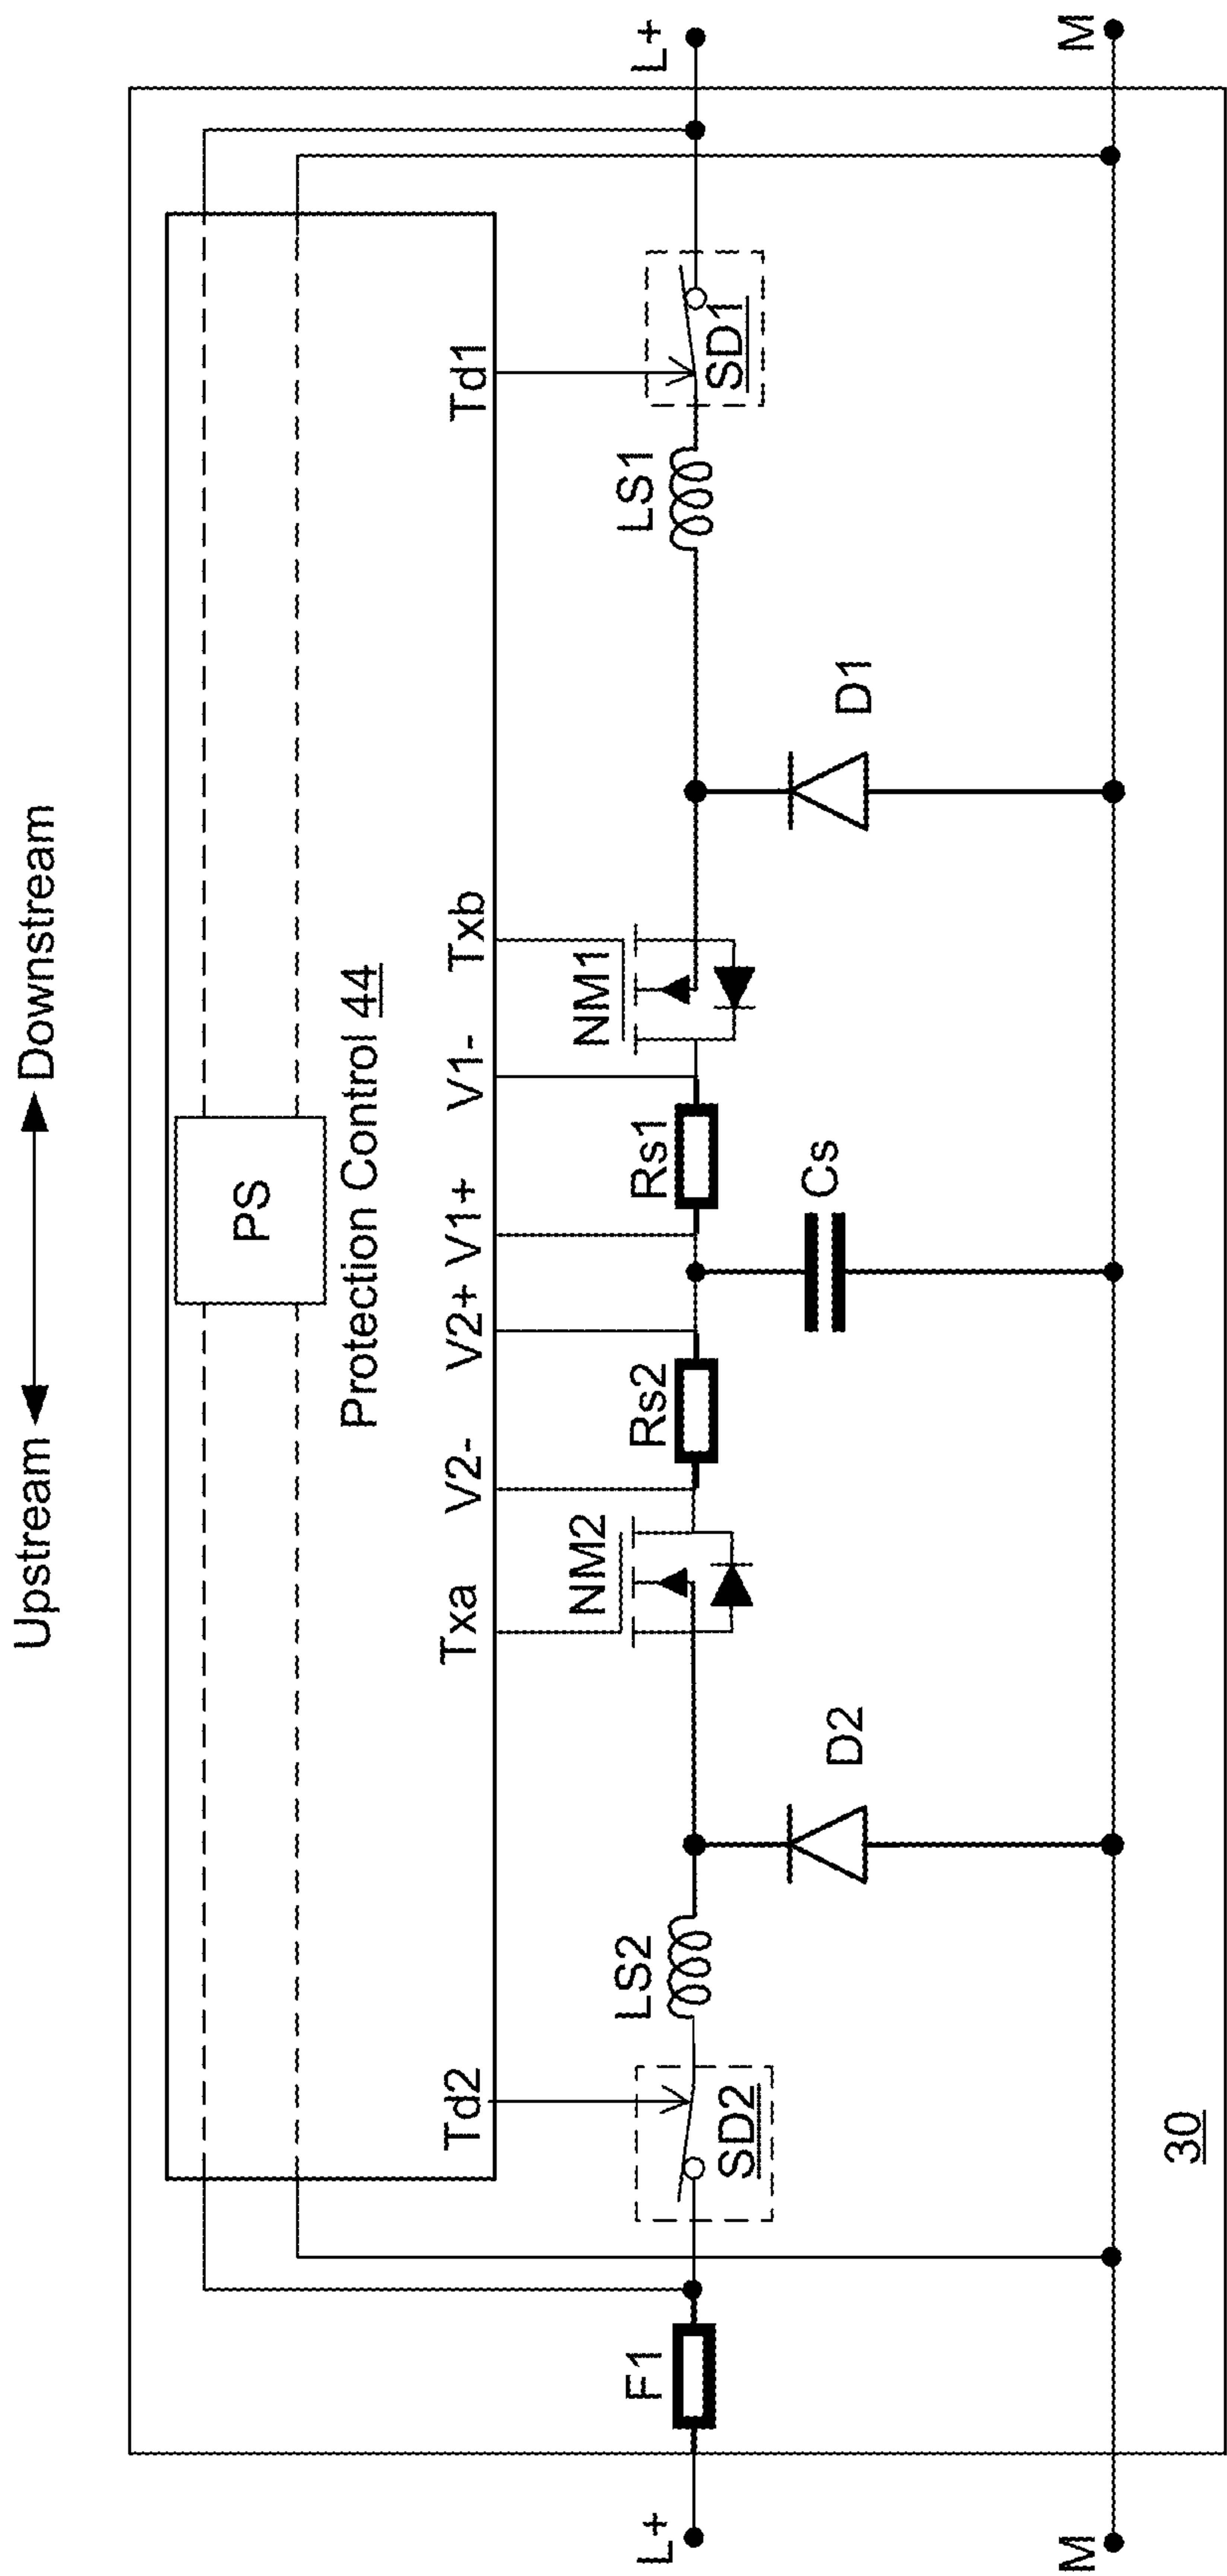 Upstream
Downstream
PS
Protection Control 44
Td2
Txa
V2-
V2+
V1+
V1-
Txb
Td1
L+
F1
SD2
LS2
NM2
Rs2
Rs1
NM1
LS1
SD1
L+
D2
Cs
D1
M
30
M